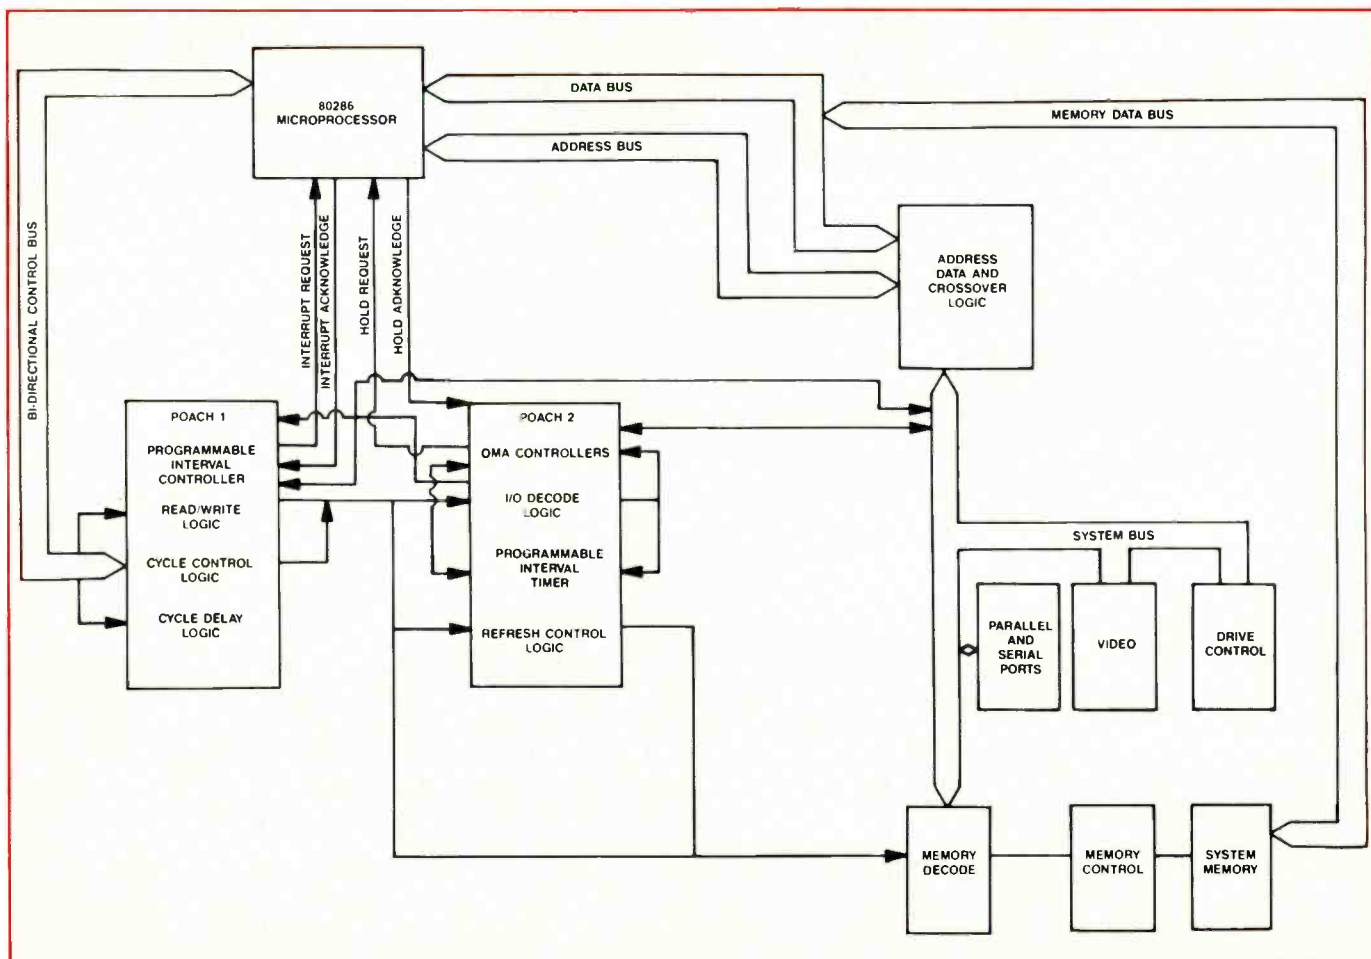 80286
MICROPROCESSOR
DATA BUS
MEMORY DATA BUS
ADDRESS BUS
BI-DIRECTIONAL CONTROL BUS
INTERRUPT REQUEST
INTERRUPT ACKNOWLEDGE
HOLD REQUEST
HOLD ADKNOWLEDGE
ADDRESS
DATA AND
CROSSOVER
LOGIC
POACH 1
PROGRAMMABLE
INTERVAL
CONTROLLER
READ/WRITE
LOGIC
CYCLE CONTROL
LOGIC
CYCLE DELAY
LOGIC
POACH 2
OMA CONTROLLERS
I/O DECODE
LOGIC
PROGRAMMABLE
INTERVAL
TIMER
REFRESH CONTROL
LOGIC
SYSTEM BUS
PARALLEL
AND
SERIAL
PORTS
VIDEO
DRIVE
CONTROL
MEMORY
DECODE
MEMORY
CONTROL
SYSTEM
MEMORY